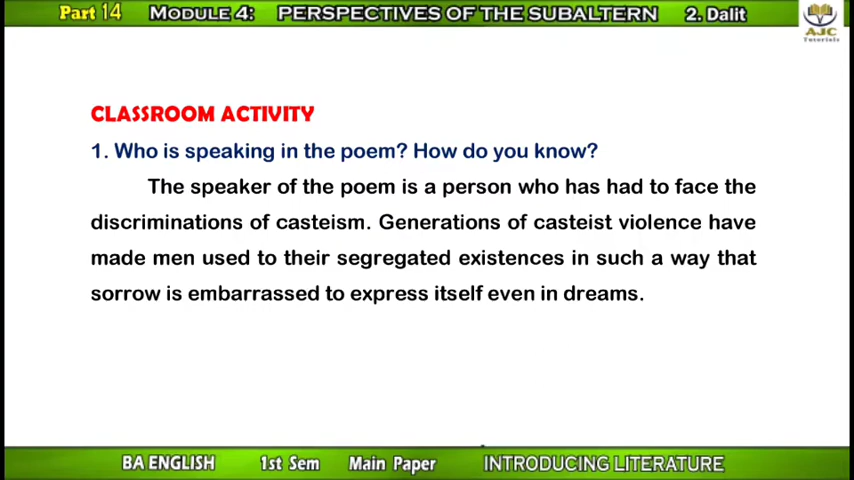 Part 14 MODULE 4: PERSPECTIVES OF THE SUBALTERN 2. Dalit
AJC
Tutorials
CLASSROOM ACTIVITY
1. Who is speaking in the poem? How do you know?
The speaker of the poem is a person who has had to face the
discriminations of casteism. Generations of casteist violence have
made men used to their segregated existences in such a way that
sorrow is embarrassed to express itself even in dreams.
BA ENGLISH 1st Sem Main Paper INTRODUCING LITERATURE